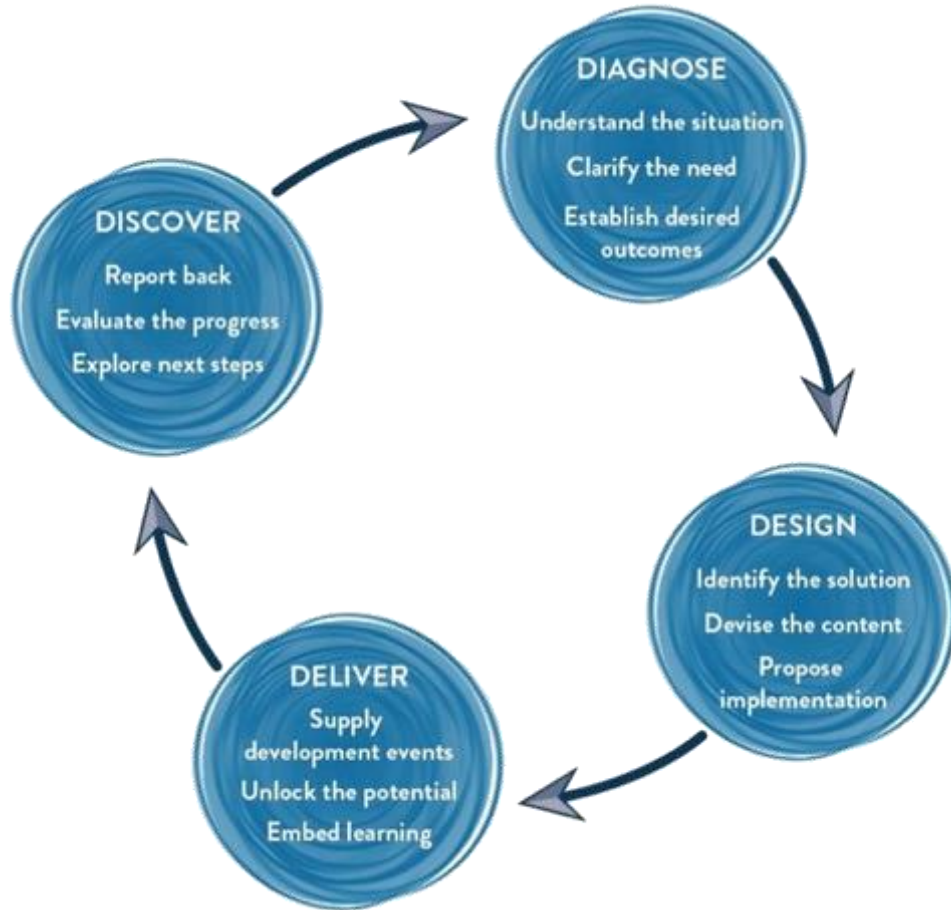 DIAGNOSE
Understand the situation
Clarify the need
Establish desired
outcomes
DISCOVER
Report back
Evaluate the progress
Explore next steps
DESIGN
Identify the solution
Devise the content
Propose
implementation
DELIVER
Supply
development events
Unlock the potential
Embed learning